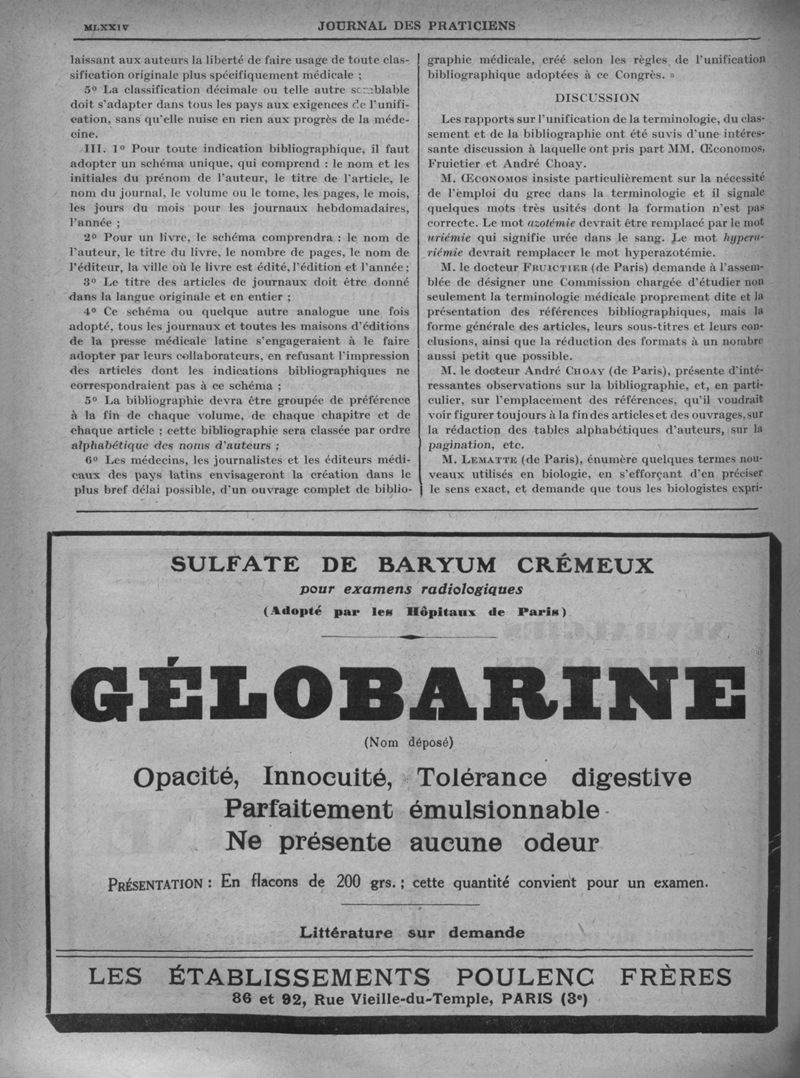 MLXXIV
JOURNAL DES PRATICIENS
laissant aux auteurs la liberté de faire usage de toute clas-
sification originale plus spécifiquement médicale ;
5º La classification décimale ou telle autre semblable
doit s'adapter dans tous les pays aux exigences de l'unifi-
cation, sans qu'elle nuise en rien aux progrès de la méde-
cine.
III. 1º Pour toute indication bibliographique, il faut
adopter un schéma unique, qui comprend : le nom et les
initiales du prénom de l'auteur, le titre de l'article, le
nom du journal, le volume ou le tome, les pages, le mois,
les jours du mois pour les journaux hebdomadaires,
l'année ;
2º Pour un livre, le schéma comprendra : le nom de
l'auteur, le titre du livre, le nombre de pages, le nom de
l'éditeur, la ville où le livre est édité, l'édition et l'année ;
3º Le titre des articles de journaux doit être donné
dans la langue originale et en entier ;
4º Ce schéma ou quelque autre analogue une fois
adopté, tous les journaux et toutes les maisons d'éditions
de la presse médicale latine s'engageraient à le faire
adopter par leurs collaborateurs, en refusant l'impression
des articles dont les indications bibliographiques ne
correspondraient pas à ce schéma ;
5º La bibliographie devra être groupée de préférence
à la fin de chaque volume, de chaque chapitre et de
chaque article ; cette bibliographie sera classée par ordre
alphabétique des noms d'auteurs ;
6º Les médecins, les journalistes et les éditeurs médi-
caux des pays latins envisageront la création dans le
plus bref délai possible, d'un ouvrage complet de biblio-
graphie médicale, créé selon les règles de l'unification
bibliographique adoptées à ce Congrès. »
DISCUSSION
Les rapports sur l'unification de la terminologie, du clas-
sement et de la bibliographie ont été suvis d'une intéres-
sante discussion à laquelle ont pris part MM. Œconomos,
Fruictier et André Choay.
M. ŒCONOMOS insiste particulièrement sur la nécessité
de l'emploi du grec dans la terminologie et il signale
quelques mots très usités dont la formation n'est pas
correcte. Le mot azotémie devrait être remplacé par le mot
uriémie qui signifie urée dans le sang. Le mot hyperu-
riémie devrait remplacer le mot hyperazotémie.
M. le docteur FRUICTIER (de Paris) demande à l'assem-
blée de désigner une Commission chargée d'étudier non
seulement la terminologie médicale proprement dite et la
présentation des références bibliographiques, mais la
forme générale des articles, leurs sous-titres et leurs con-
clusions, ainsi que la réduction des formats à un nombre
aussi petit que possible.
M. le docteur André CHOAY (de Paris), présente d'inté-
ressantes observations sur la bibliographie, et, en parti-
culier, sur l'emplacement des références, qu'il voudrait
voir figurer toujours à la fin des articles et des ouvrages, sur
la rédaction des tables alphabétiques d'auteurs, sur la
pagination, etc.
M. LEMATTE (de Paris), énumère quelques termes nou-
veaux utilisés en biologie, en s'efforçant d'en préciser
le sens exact, et demande que tous les biologistes expri-
SULFATE DE BARYUM CRÉMEUX
pour examens radiologiques
(Adopté par les Hôpitaux de Paris)
GÉLOBARINE
(Nom déposé)
Opacité, Innocuité, Tolérance digestive
Parfaitement émulsionnable
Ne présente aucune odeur
PRÉSENTATION : En flacons de 200 grs. ; cette quantité convient pour un examen.
Littérature sur demande
LES ÉTABLISSEMENTS POULENC FRÈRES
86 et 92, Rue Vieille-du-Temple, PARIS (3e)